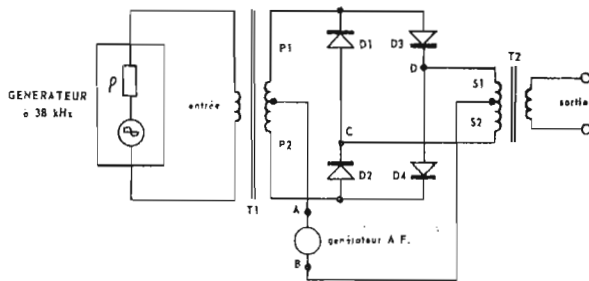 P1
D1
D3
T2
ρ
D
S1
GENERATEUR
à 38 kHz
entrée
sortie
S2
C
P2
D2
D4
A
T1
générateur A.F.
B